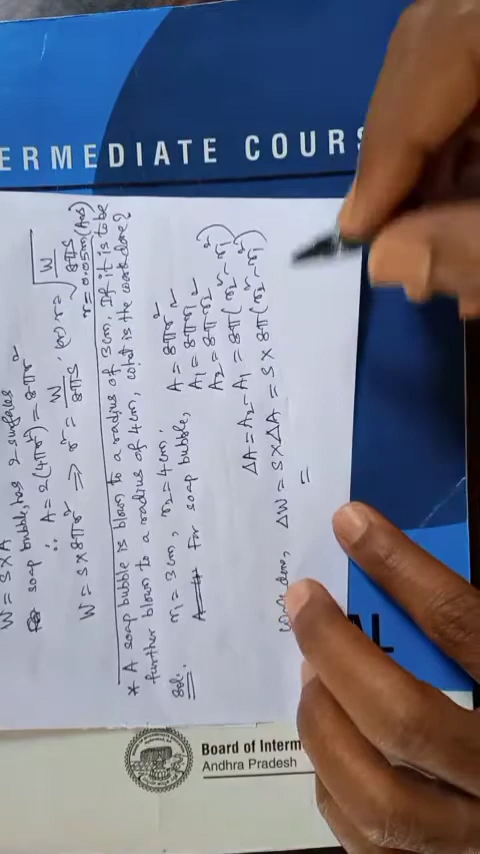 ERMEDIATE COURS
W = S X A
soap bubble, has 2 surfaces
∴ A = 2(4πr²) = 8πr²
W = S X 8πr² ⇒ r² = W/8πS (or) r = √(W/8πS)
r = 0.05m (Ans)
* A soap bubble is blown to a radius of 3cm, If it is to be
further blown to a radius of 4cm, what is the work done?
Sol:. r₁ = 3cm, r₂ = 4cm.
For soap bubble, A = 8πr²
A₁ = 8πr₁²
A₂ = 8πr₂²
ΔA = A₂ - A₁ = 8π(r₂² - r₁²)
work done, ΔW = S X ΔA = S X 8π(r₂² - r₁²)
=
AL
Board of Interm
Andhra Pradesh